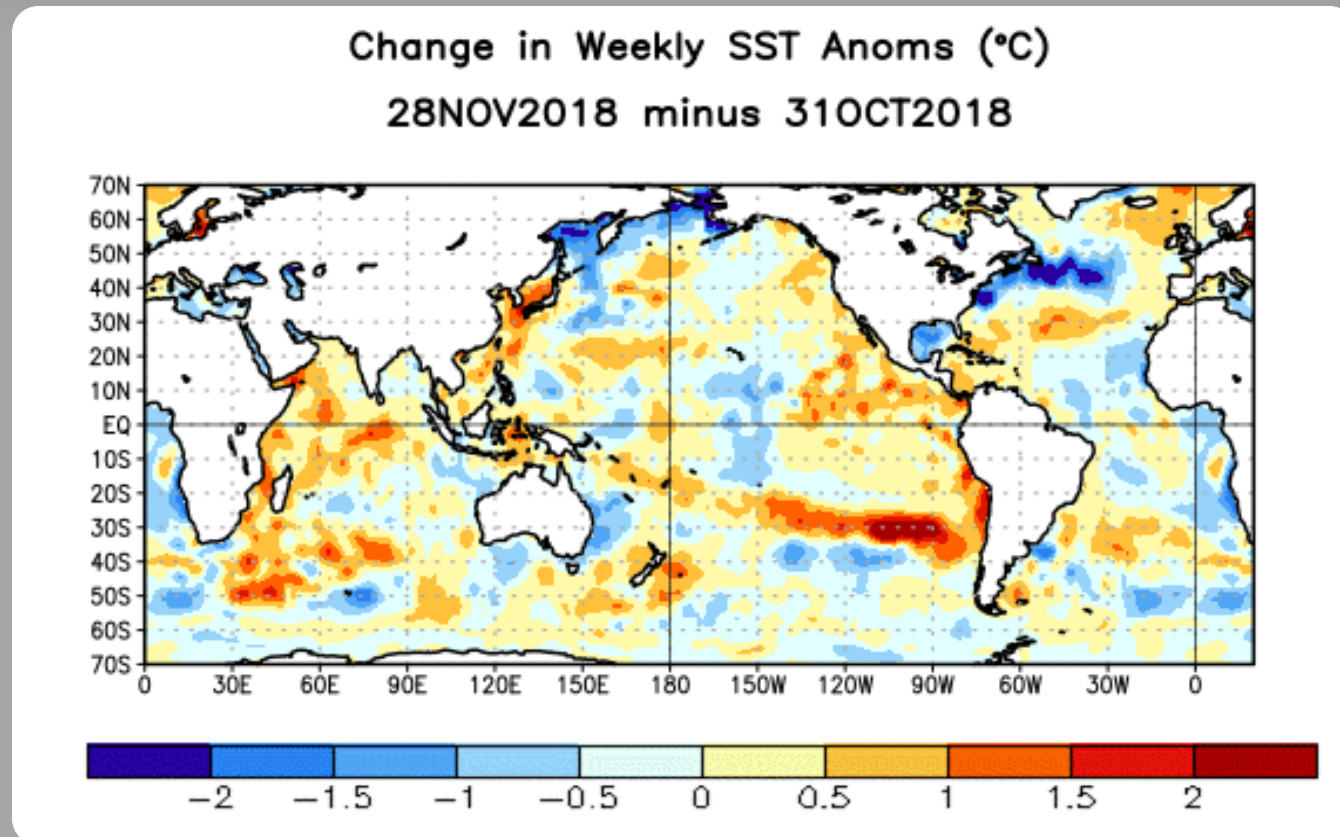 Change in Weekly SST Anoms (°C)
28NOV2018 minus 31OCT2018
70N
60N
50N
40N
30N
20N
10N
EQ
10S
20S
30S
40S
50S
60S
70S
0 30E 60E 90E 120E 150E 180 150W 120W 90W 60W 30W 0
−2 −1.5 −1 −0.5 0 0.5 1 1.5 2